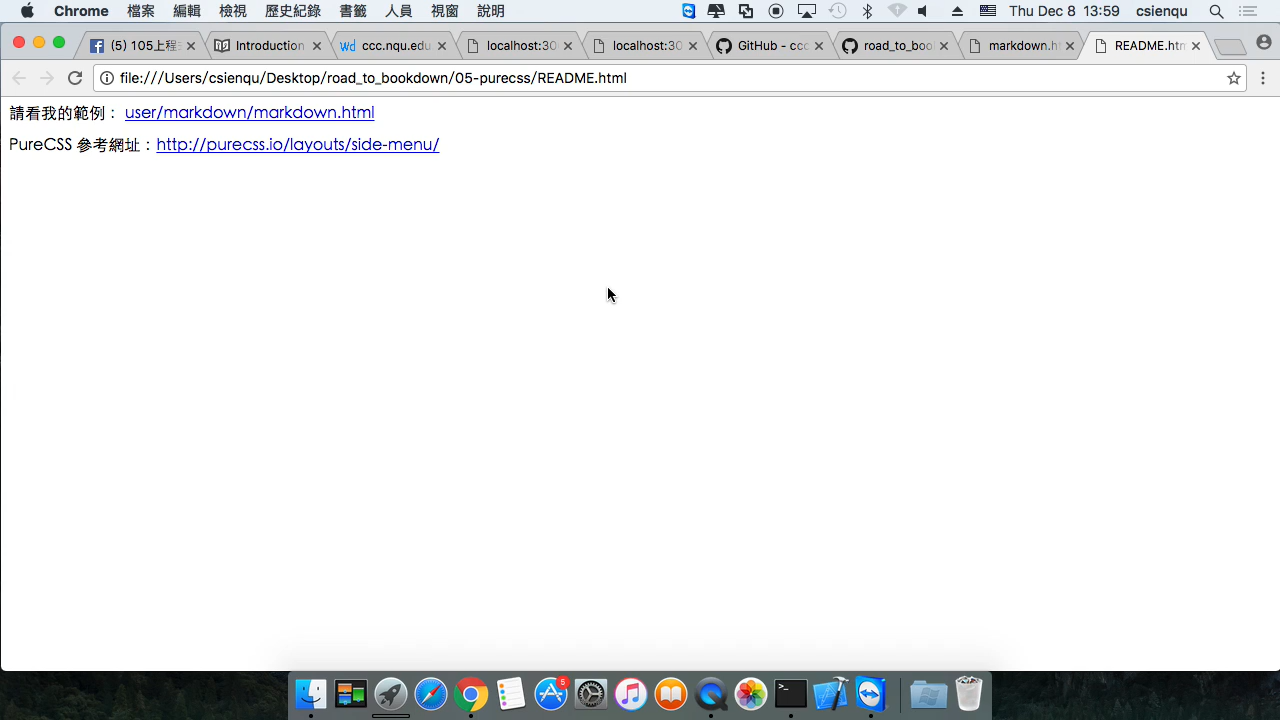 Chrome 檔案 編輯 檢視 歷史紀錄 書籤 人員 視窗 說明 Thu Dec 8 13:59 csienqu
(5) 105上程 Introduction ccc.nqu.edu localhost:30 localhost:30 GitHub - ccc road_to_boo markdown.h README.htm
file:///Users/csienqu/Desktop/road_to_bookdown/05-purecss/README.html
請看我的範例： user/markdown/markdown.html
PureCSS 參考網址：http://purecss.io/layouts/side-menu/
6